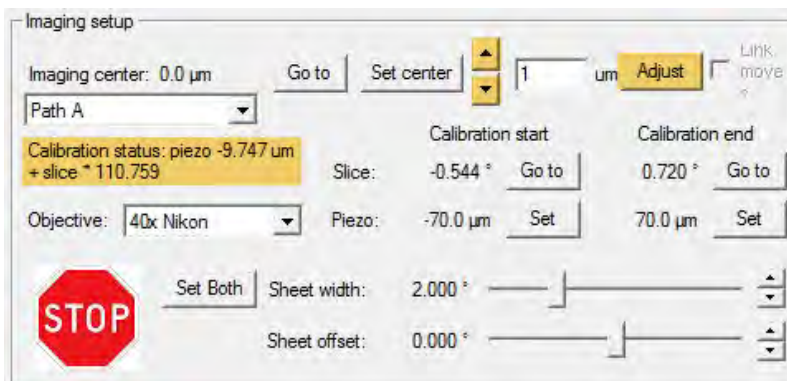 Imaging setup
Imaging center: 0.0 µm Go to Set center 1 um Adjust Link
move
Path A
Calibration start Calibration end
Calibration status: piezo -9.747 um
+ slice * 110.759
Slice: -0.544 ° Go to 0.720 ° Go to
Objective: 40x Nikon Piezo: -70.0 µm Set 70.0 µm Set
STOP
Set Both Sheet width: 2.000 °
Sheet offset: 0.000 °